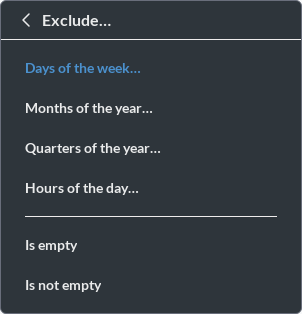 Exclude...
Days of the week...
Months of the year...
Quarters of the year...
Hours of the day...
Is empty
Is not empty